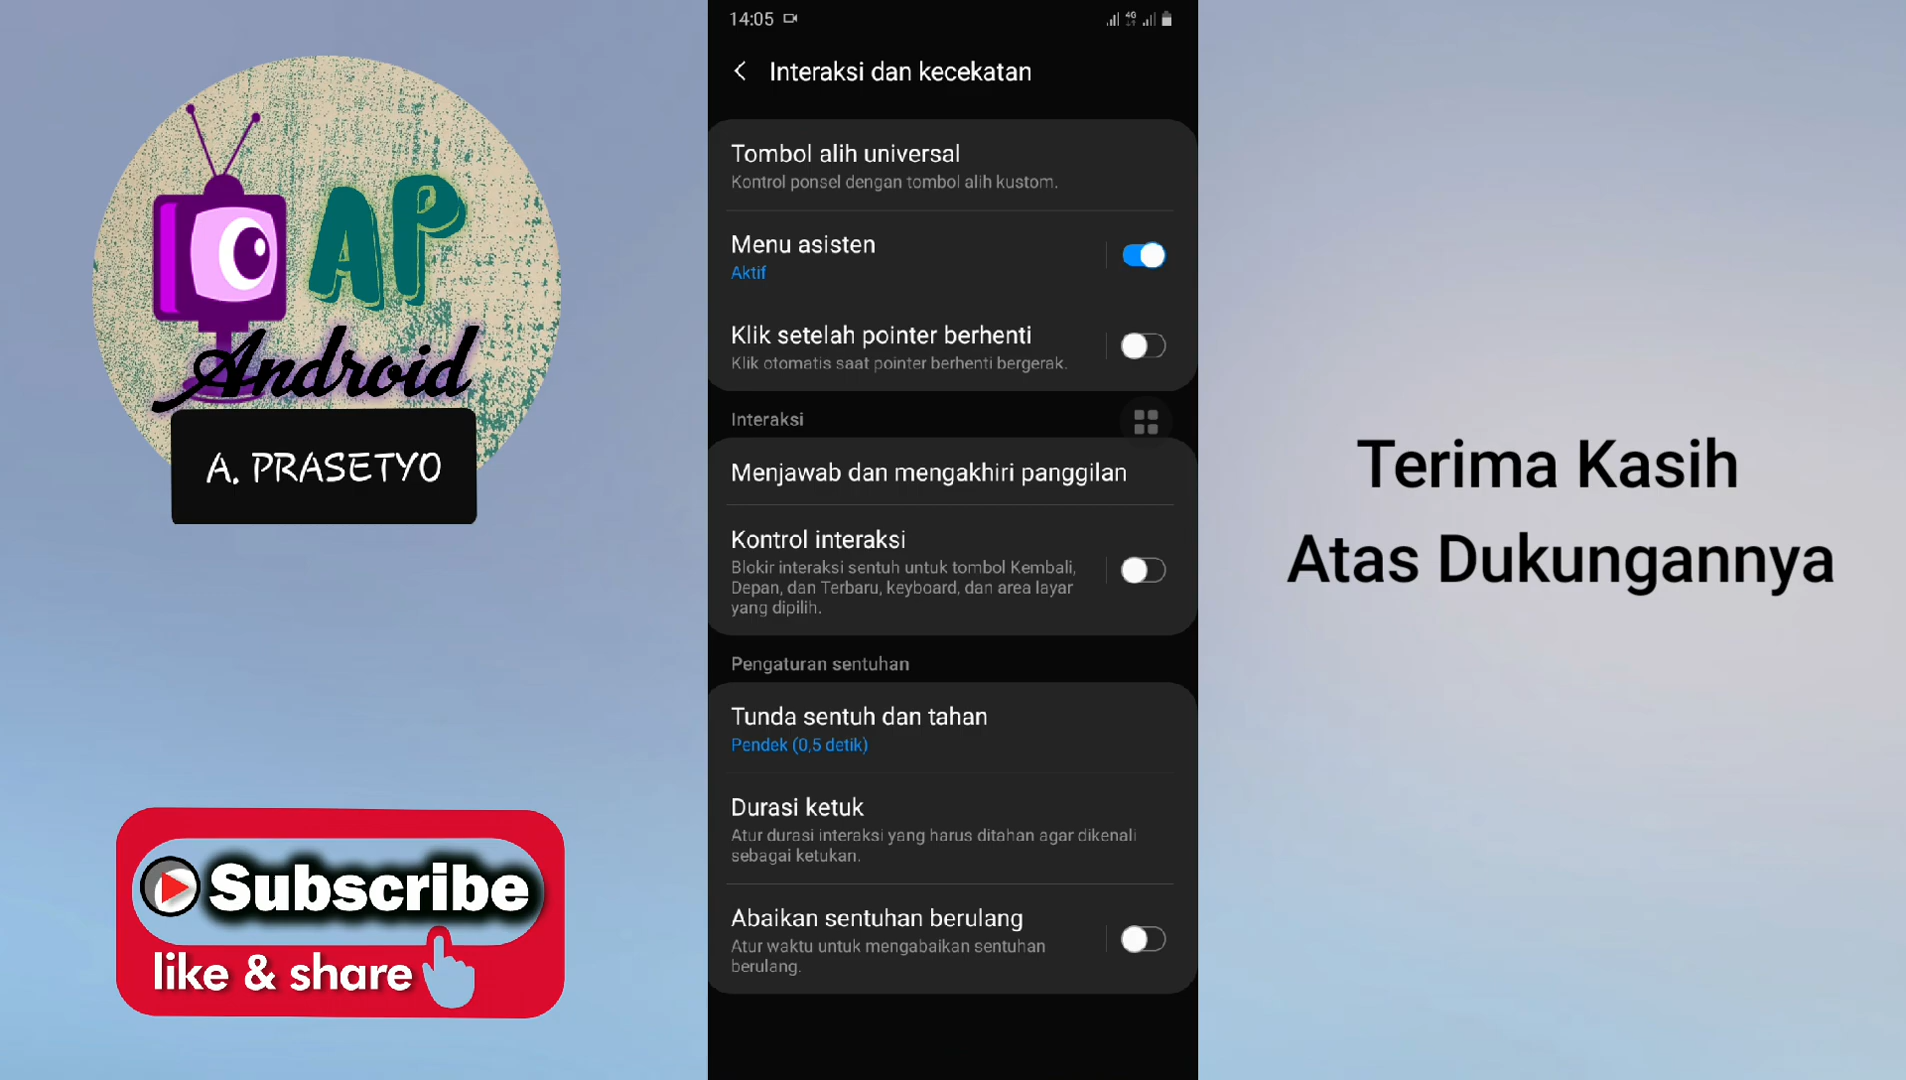 AP
Android
A. PRASETYO
Subscribe
like & share
14:05
4G
Interaksi dan kecekatan
Tombol alih universal
Kontrol ponsel dengan tombol alih kustom.
Menu asisten
Aktif
Klik setelah pointer berhenti
Klik otomatis saat pointer berhenti bergerak.
Interaksi
Menjawab dan mengakhiri panggilan
Kontrol interaksi
Blokir interaksi sentuh untuk tombol Kembali,
Depan, dan Terbaru, keyboard, dan area layar
yang dipilih.
Pengaturan sentuhan
Tunda sentuh dan tahan
Pendek (0,5 detik)
Durasi ketuk
Atur durasi interaksi yang harus ditahan agar dikenali
sebagai ketukan.
Abaikan sentuhan berulang
Atur waktu untuk mengabaikan sentuhan
berulang.
Terima Kasih
Atas Dukungannya